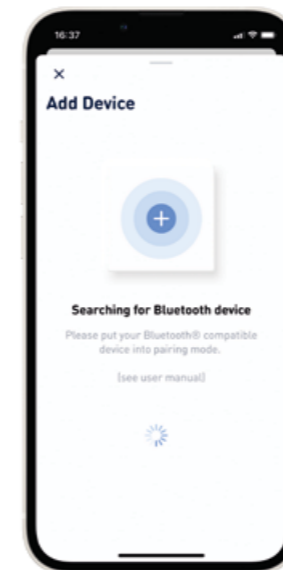 16:37
Add Device
Searching for Bluetooth device
Please put your Bluetooth® compatible
device into pairing mode.
(see user manual)